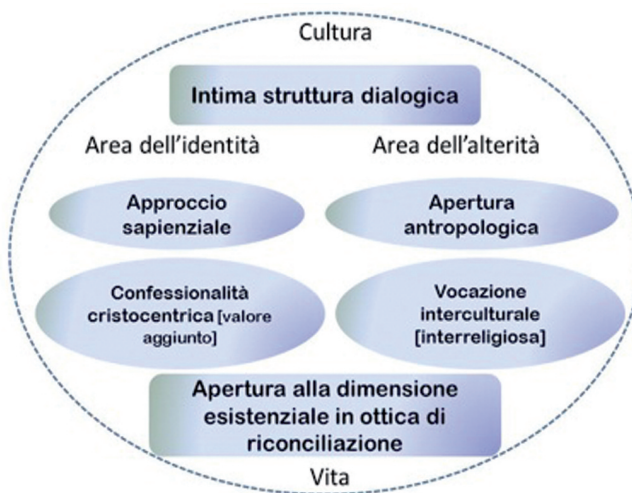 Cultura
Intima struttura dialogica
Area dell'identità
Area dell'alterità
Approccio
sapienziale
Apertura
antropologica
Confessionalità
cristocentrica [valore
aggiunto]
Vocazione
interculturale
[interreligiosa]
Apertura alla dimensione
esistenziale in ottica di
riconciliazione
Vita